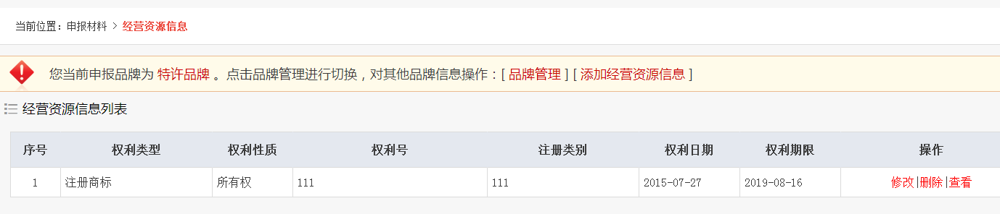 当前位置：申报材料 > 经营资源信息
您当前申报品牌为 特许品牌 。点击品牌管理进行切换，对其他品牌信息操作：[ 品牌管理 ] [ 添加经营资源信息 ]
经营资源信息列表
序号 权利类型 权利性质 权利号 注册类别 权利日期 权利期限 操作
1 注册商标 所有权 111 111 2015-07-27 2019-08-16 修改|删除|查看